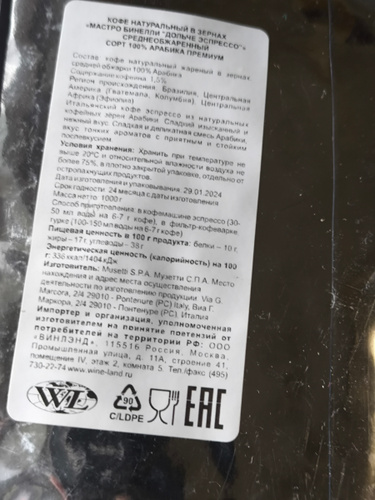 КОФЕ НАТУРАЛЬНЫЙ В ЗЕРНАХ
«МАСТРО БИНЕЛЛИ "ДОЛЬЧЕ ЭСПРЕССО"»
СРЕДНЕОБЖАРЕННЫЙ
СОРТ 100% АРАБИКА ПРЕМИУМ
Состав: кофе натуральный жареный в зернах
средней обжарки 100% Арабика
Содержание кофеина: 1,5%
Регион происхождения: Бразилия, Центральная
Америка (Гватемала, Колумбия), Центральная
Африка (Эфиопия)
Итальянский кофе эспрессо из натуральных
кофейных зерен Арабики. Сладкий изысканный и
нежный вкус. Сладкая и деликатная смесь Арабики,
вкус тонких ароматов с приятным и стойким
послевкусием.
Условия хранения: Хранить при температуре не
выше 20°С и относительной влажности воздуха не
более 75%, в плотно закрытой упаковке, отдельно от
остропахнущих продуктов.
Дата изготовления и упаковывания: 29.01.2024
Срок годности: 24 месяца с даты изготовления
Масса нетто: 1000 г
Способ приготовления: в кофемашине эспрессо (30-
50 мл воды на 6-7 г кофе), в фильтр-кофеварке,
турке (100-150 мл воды на 6-7 г кофе)
Пищевая ценность в 100 г продукта: белки – 10 г,
жиры – 17 г, углеводы – 38 г
Энергетическая ценность (калорийность) на 100
г: 336 ккал/1404 кДж.
Изготовитель: Musetti S.P.A. Музетти С.П.А. Место
нахождения и адрес места осуществления
деятельности по изготовлению продукции: Via G.
Marcora, 2/4 29010 - Pontenure (PC) Italy, Виа Г.
Маркора, 2/4 29010 - Понтенуре (PC), Италия
Импортер и организация, уполномоченная
изготовителем на принятие претензий от
потребителей на территории РФ: ООО
«ВИНЛЭНД», 115516 Россия, Москва,
Промышленная улица, д. 11А, строение 41,
помещение IV, этаж 2, комната 5. Тел./факс (495)
730-22-74 www.wine-land.ru
90
C/LDPE
EAC